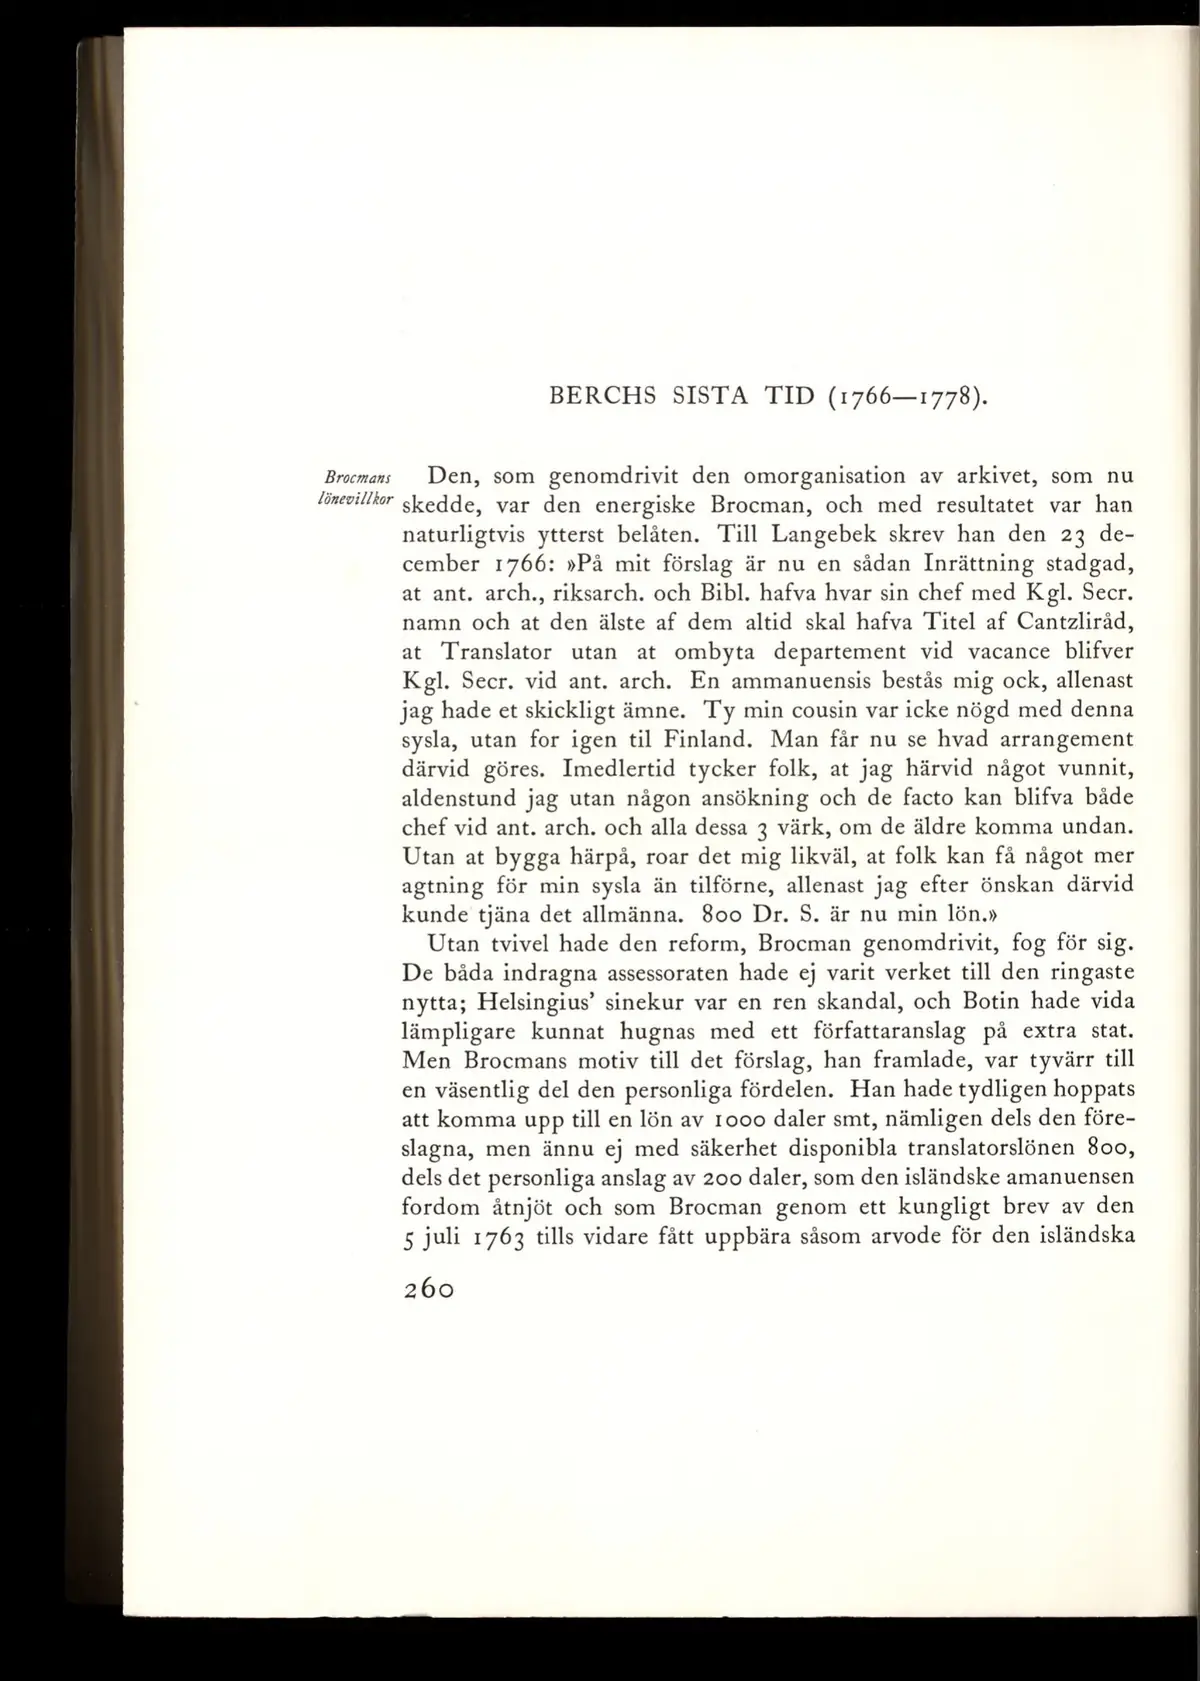 BERCHS SISTA TID (1766—1778).
Brocmans
lönevillkor
Den, som genomdrivit den omorganisation av arkivet, som nu
skedde, var den energiske Brocman, och med resultatet var han
naturligtvis ytterst belåten. Till Langebek skrev han den 23 de-
cember 1766: »På mit förslag är nu en sådan Inrättning stadgad,
at ant. arch., riksarch. och Bibl. hafva hvar sin chef med Kgl. Secr.
namn och at den älste af dem altid skal hafva Titel af Cantzliråd,
at Translator utan at ombyta departement vid vacance blifver
Kgl. Secr. vid ant. arch. En ammanuensis bestås mig ock, allenast
jag hade et skickligt ämne. Ty min cousin var icke nögd med denna
sysla, utan for igen til Finland. Man får nu se hvad arrangement
därvid göres. Imedlertid tycker folk, at jag härvid något vunnit,
aldenstund jag utan någon ansökning och de facto kan blifva både
chef vid ant. arch. och alla dessa 3 värk, om de äldre komma undan.
Utan at bygga härpå, roar det mig likväl, at folk kan få något mer
agtning för min sysla än tilförne, allenast jag efter önskan därvid
kunde tjäna det allmänna. 800 Dr. S. är nu min lön.»
Utan tvivel hade den reform, Brocman genomdrivit, fog för sig.
De båda indragna assessoraten hade ej varit verket till den ringaste
nytta; Helsingius’ sinekur var en ren skandal, och Botin hade vida
lämpligare kunnat hugnas med ett författaranslag på extra stat.
Men Brocmans motiv till det förslag, han framlade, var tyvärr till
en väsentlig del den personliga fördelen. Han hade tydligen hoppats
att komma upp till en lön av 1000 daler smt, nämligen dels den före-
slagna, men ännu ej med säkerhet disponibla translatorslönen 800,
dels det personliga anslag av 200 daler, som den isländske amanuensen
fordom åtnjöt och som Brocman genom ett kungligt brev av den
5 juli 1763 tills vidare fått uppbära såsom arvode för den isländska
260